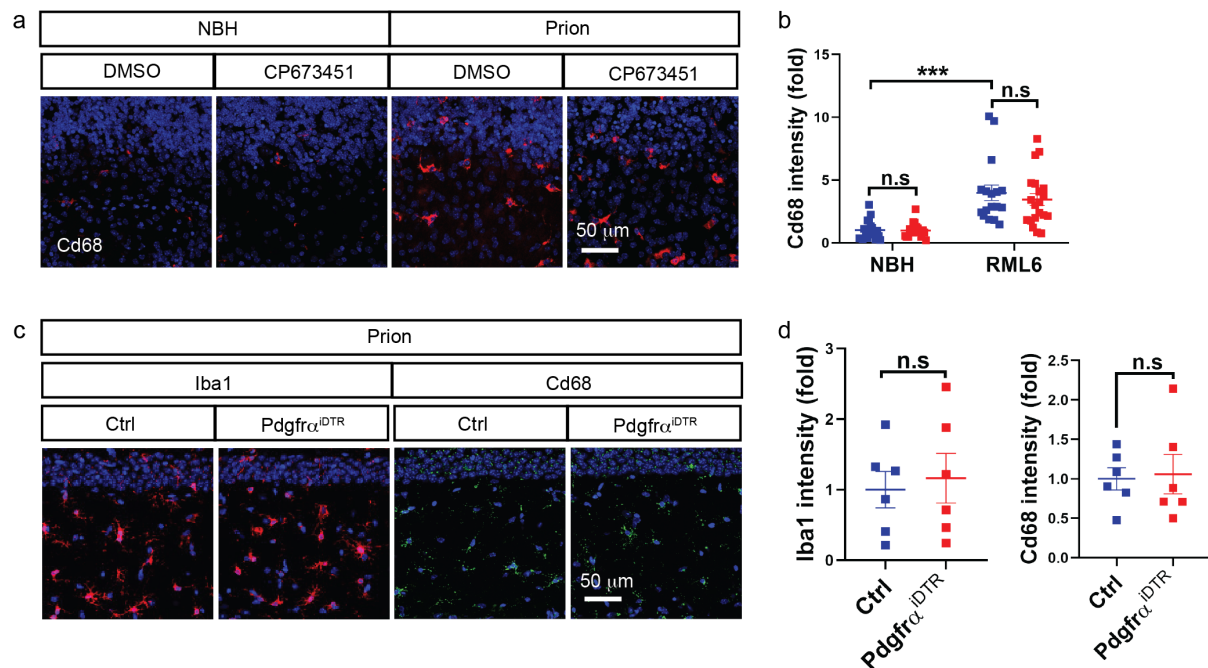 a
NBH Prion
DMSO CP673451 DMSO CP673451
Cd68
50 μm
b
Cd68 intensity (fold)
15
10
5
0
***
n.s
n.s
NBH RML6
c
Prion
Iba1 Cd68
Ctrl Pdgfrα^iDTR Ctrl Pdgfrα^iDTR
50 μm
d
Iba1 intensity (fold)
3
2
1
0
n.s
Ctrl
Pdgfrα^iDTR
Cd68 intensity (fold)
2.5
2.0
1.5
1.0
0.5
0.0
n.s
Ctrl
Pdgfrα^iDTR